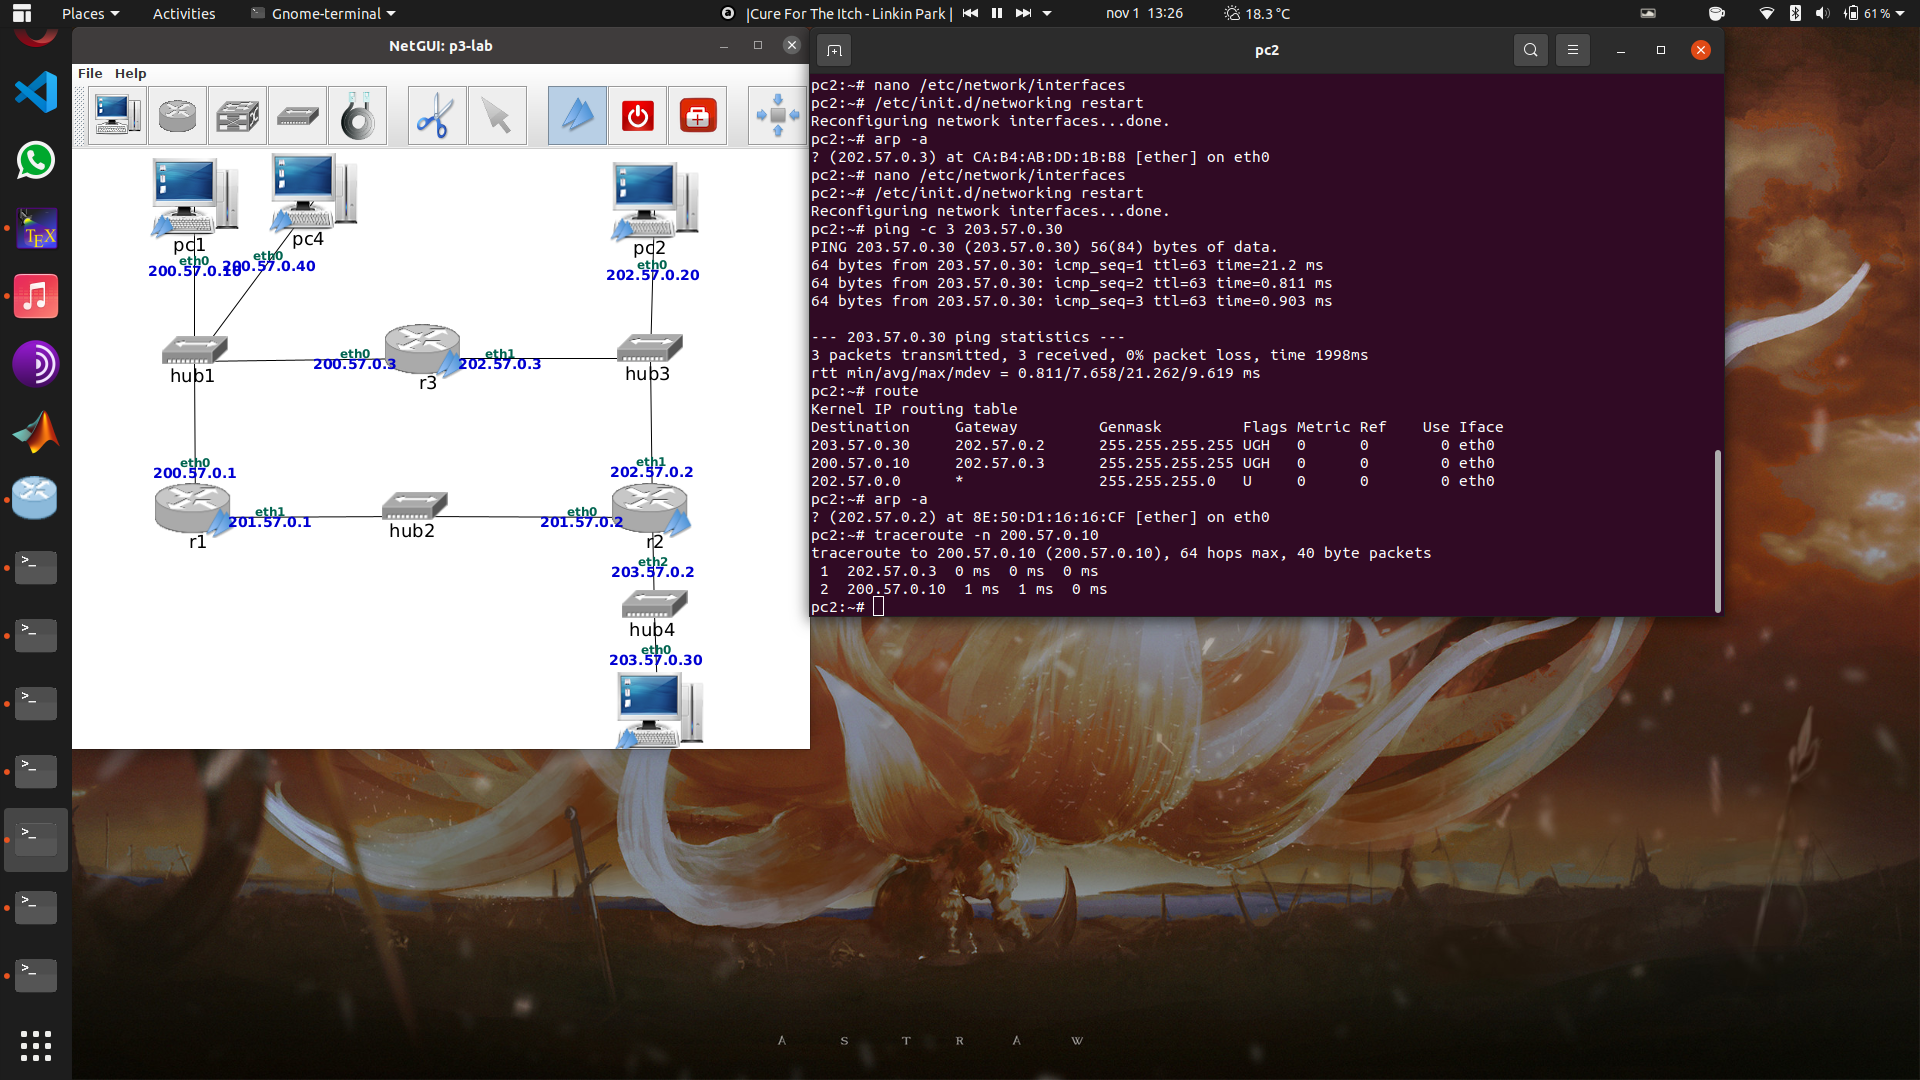 Places
Activities
Gnome-terminal
|Cure For The Itch - Linkin Park |
nov 1 13:26
18.3 °C
61 %
NetGUI: p3-lab
File Help
pc1
eth0
200.57.0.10
pc4
eth0
200.57.0.40
pc2
eth0
202.57.0.20
hub1
eth0
200.57.0.3
r3
eth1
202.57.0.3
hub3
eth0
200.57.0.1
r1
eth1
201.57.0.1
hub2
eth0
201.57.0.2
eth1
202.57.0.2
r2
eth2
203.57.0.2
hub4
eth0
203.57.0.30
pc2
pc2:~# nano /etc/network/interfaces
pc2:~# /etc/init.d/networking restart
Reconfiguring network interfaces...done.
pc2:~# arp -a
? (202.57.0.3) at CA:B4:AB:DD:1B:B8 [ether] on eth0
pc2:~# nano /etc/network/interfaces
pc2:~# /etc/init.d/networking restart
Reconfiguring network interfaces...done.
pc2:~# ping -c 3 203.57.0.30
PING 203.57.0.30 (203.57.0.30) 56(84) bytes of data.
64 bytes from 203.57.0.30: icmp_seq=1 ttl=63 time=21.2 ms
64 bytes from 203.57.0.30: icmp_seq=2 ttl=63 time=0.811 ms
64 bytes from 203.57.0.30: icmp_seq=3 ttl=63 time=0.903 ms
--- 203.57.0.30 ping statistics ---
3 packets transmitted, 3 received, 0% packet loss, time 1998ms
rtt min/avg/max/mdev = 0.811/7.658/21.262/9.619 ms
pc2:~# route
Kernel IP routing table
Destination Gateway Genmask Flags Metric Ref Use Iface
203.57.0.30 202.57.0.2 255.255.255.255 UGH 0 0 0 eth0
200.57.0.10 202.57.0.3 255.255.255.255 UGH 0 0 0 eth0
202.57.0.0 * 255.255.255.0 U 0 0 0 eth0
pc2:~# arp -a
? (202.57.0.2) at 8E:50:D1:16:16:CF [ether] on eth0
pc2:~# traceroute -n 200.57.0.10
traceroute to 200.57.0.10 (200.57.0.10), 64 hops max, 40 byte packets
1 202.57.0.3 0 ms 0 ms 0 ms
2 200.57.0.10 1 ms 1 ms 0 ms
pc2:~#
TEX
A S T R A W